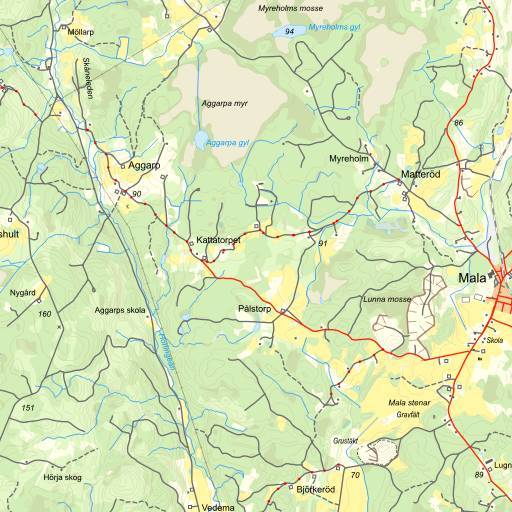 Myreholms mosse
Möllarp
94
Myreholms gyl
Skåneleden
Aggarpa myr
86
Aggarpa gyl
Myreholm
Aggarp
Matteröd
90
shult
Kattatorpet
91
Mala
Nygård
Lunna mosse
160
Aggarps skola
Pålstorp
Skola
151
Mala stenar
Gravfält
Grustäkt
Lugn
Hörja skog
70
89
Björkeröd
Vedema